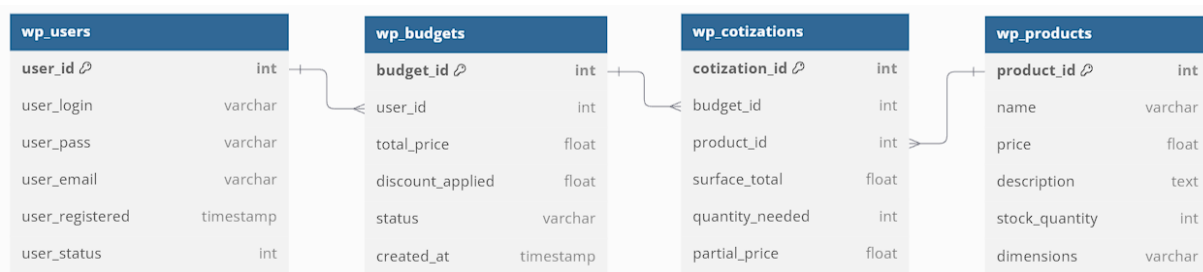 wp_users
user_id int
user_login varchar
user_pass varchar
user_email varchar
user_registered timestamp
user_status int
wp_budgets
budget_id int
user_id int
total_price float
discount_applied float
status varchar
created_at timestamp
wp_cotizations
cotization_id int
budget_id int
product_id int
surface_total float
quantity_needed int
partial_price float
wp_products
product_id int
name varchar
price float
description text
stock_quantity int
dimensions varchar